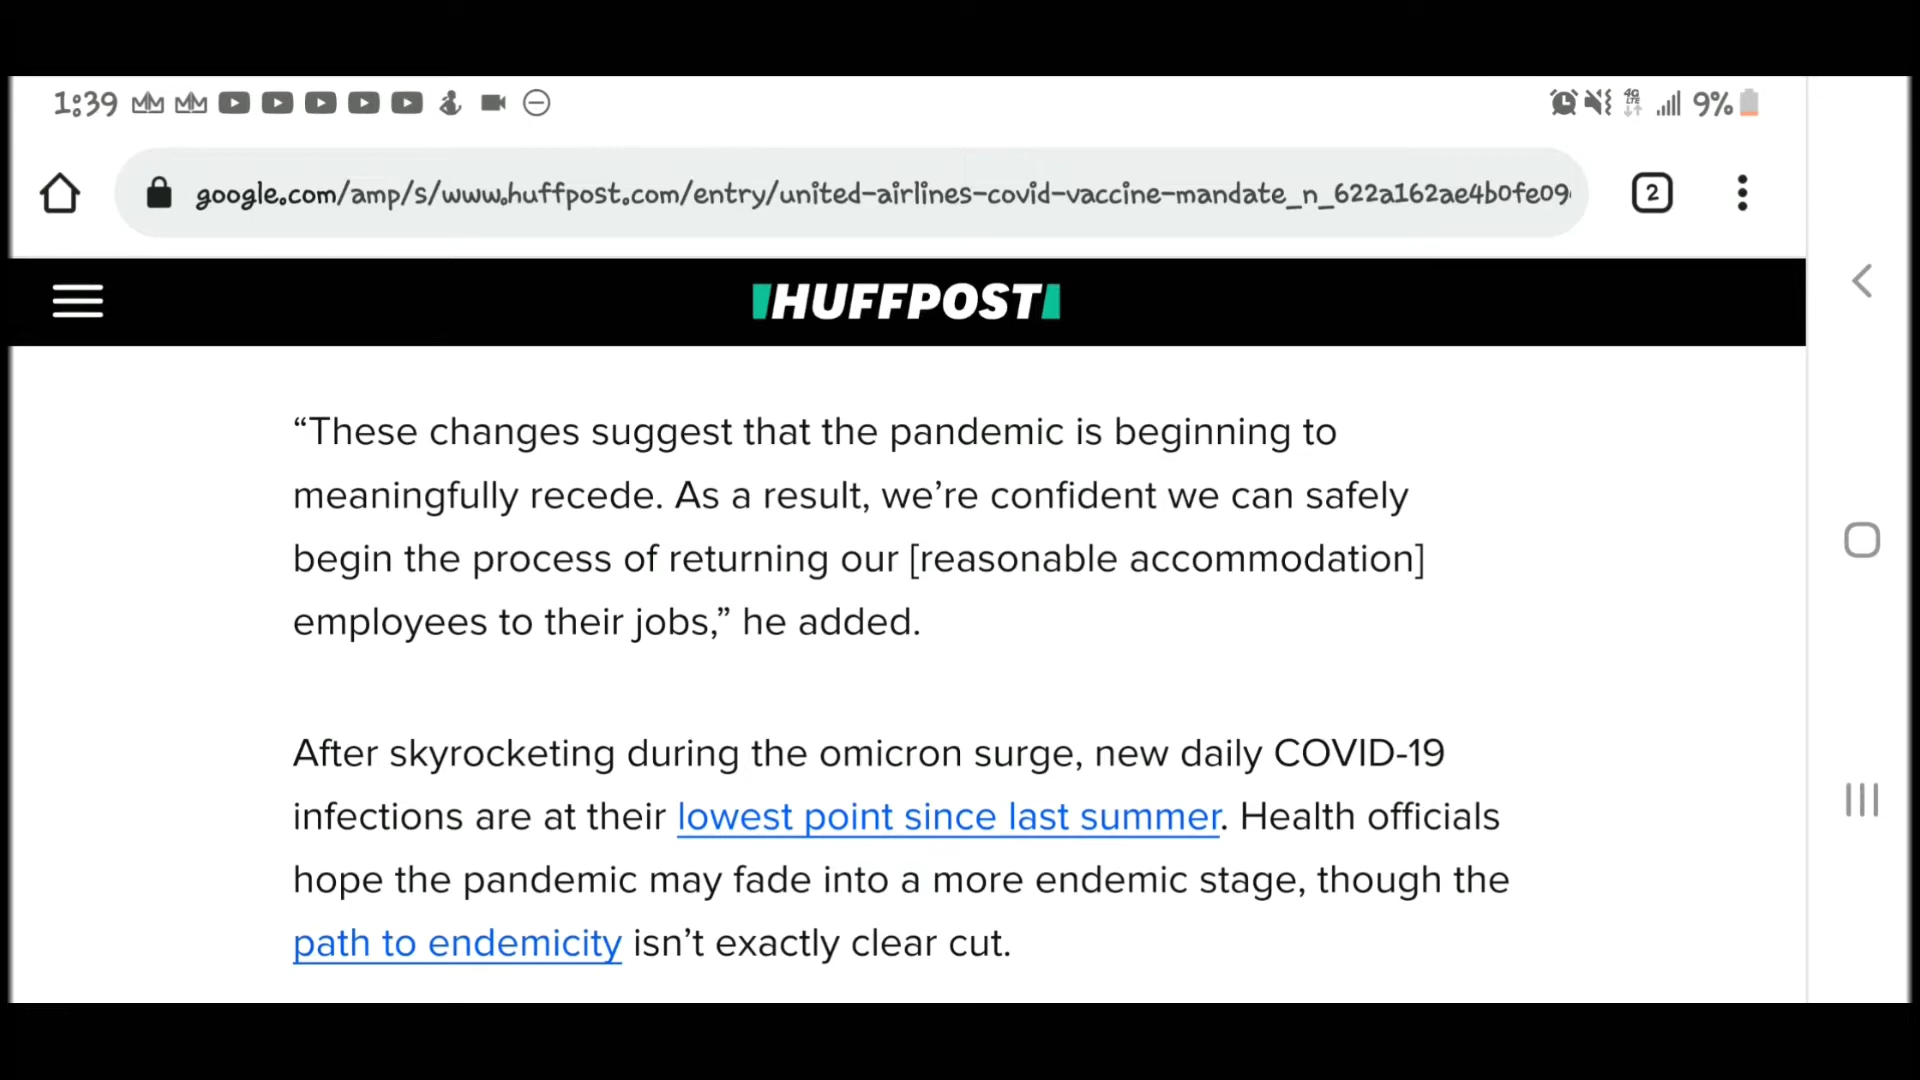 1:39
4G LTE
9%
google.com/amp/s/www.huffpost.com/entry/united-airlines-covid-vaccine-mandate_n_622a162ae4b0fe09
2
HUFFPOST
“These changes suggest that the pandemic is beginning to
meaningfully recede. As a result, we’re confident we can safely
begin the process of returning our [reasonable accommodation]
employees to their jobs,” he added.
After skyrocketing during the omicron surge, new daily COVID-19
infections are at their lowest point since last summer. Health officials
hope the pandemic may fade into a more endemic stage, though the
path to endemicity isn’t exactly clear cut.